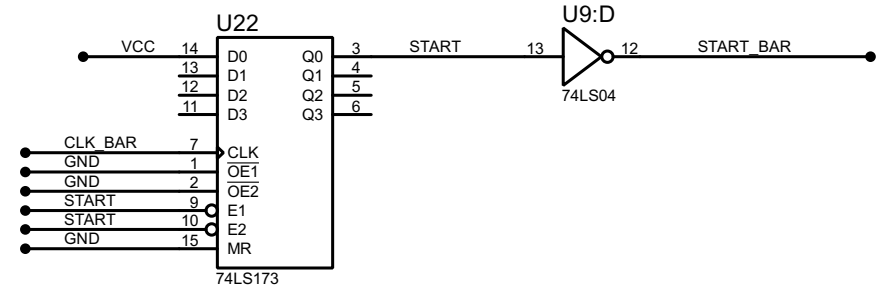 U22
U9:D
VCC 14 D0 Q0 3 START 13 12 START_BAR
13 D1 Q1 4
12 D2 Q2 5
11 D3 Q3 6
74LS04
CLK_BAR 7 CLK
GND 1 OE1
GND 2 OE2
START 9 E1
START 10 E2
GND 15 MR
74LS173